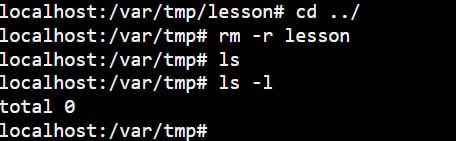 localhost:/var/tmp/lesson# cd ../
localhost:/var/tmp# rm -r lesson
localhost:/var/tmp# ls
localhost:/var/tmp# ls -l
total 0
localhost:/var/tmp#